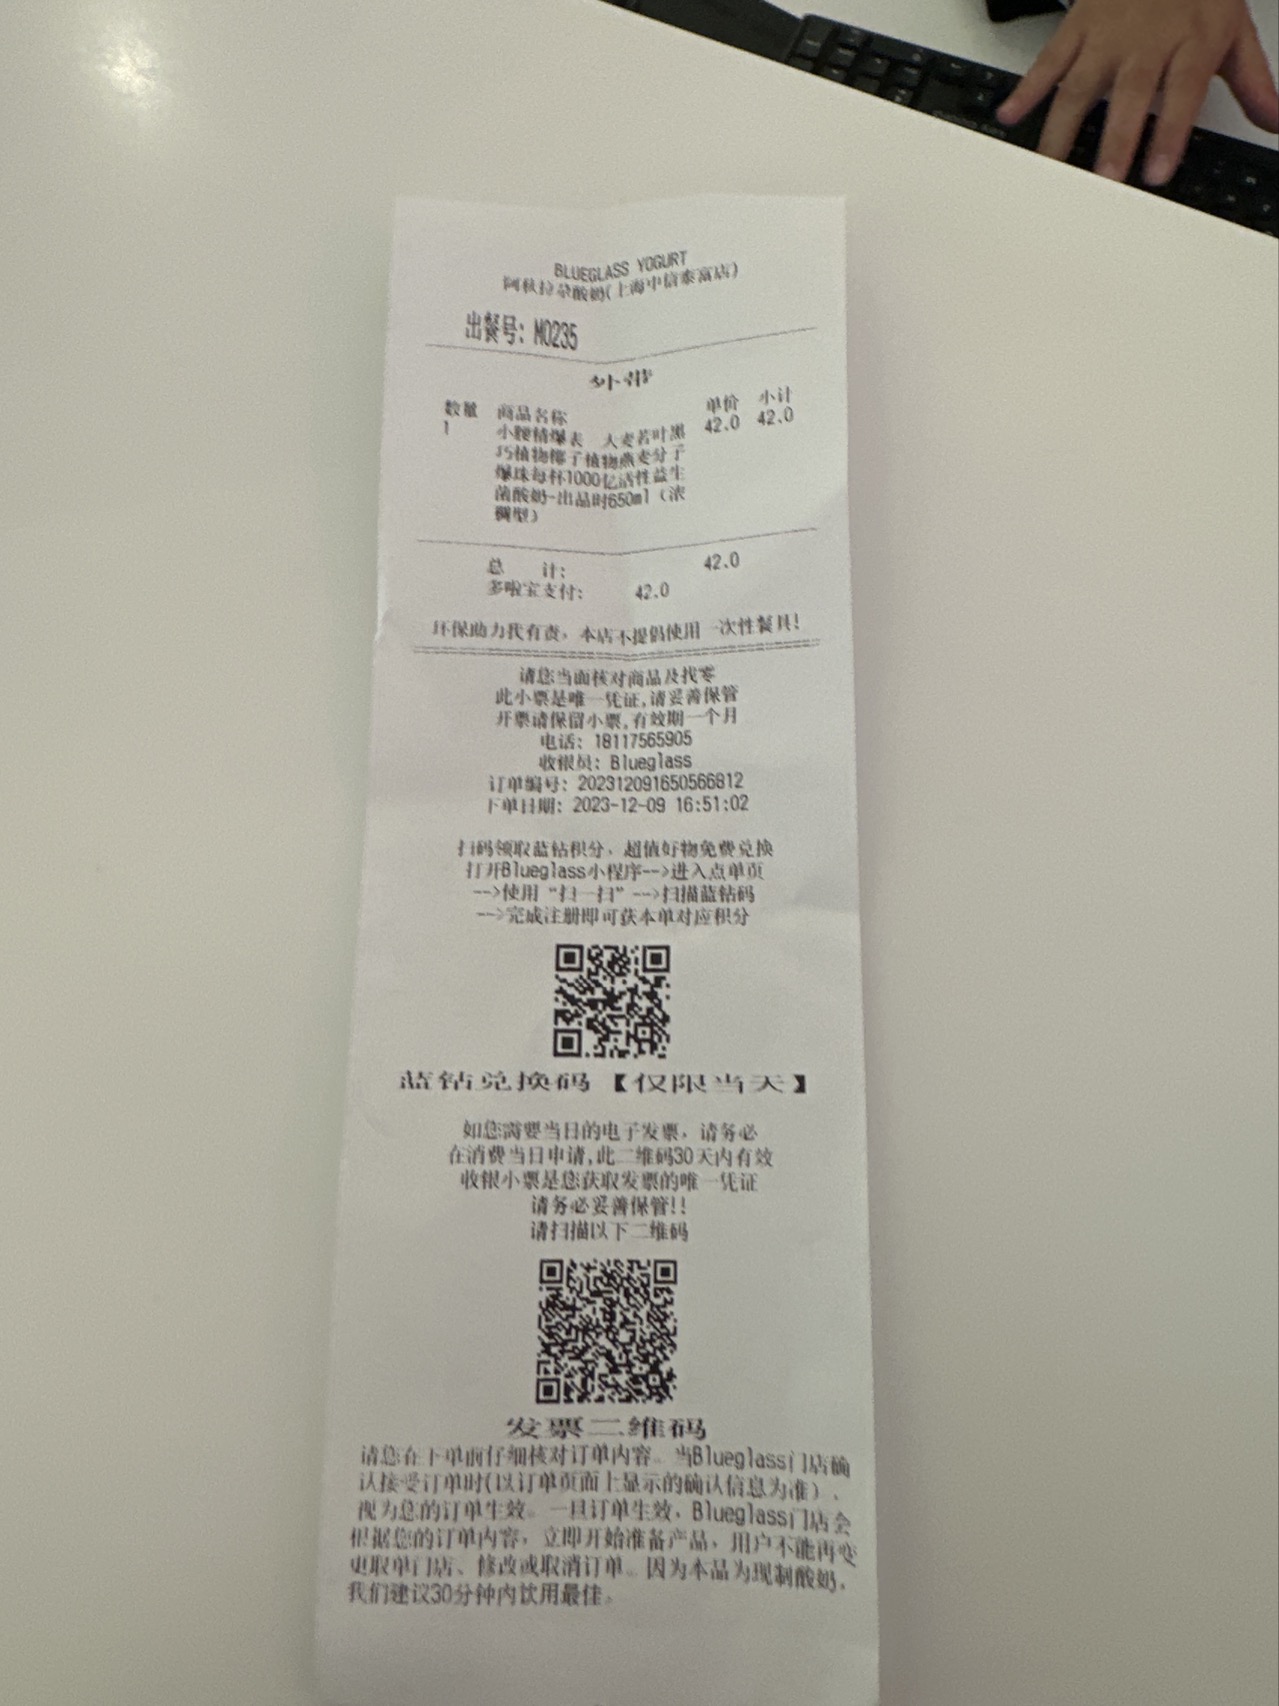 BLUEGLASS YOGURT
阿秋拉尕酸奶(上海中信泰富店)
出餐号: M0235
外带
数量 商品名称 单价 小计
1 小腰精爆表 大麦若叶黑 42.0 42.0
巧植物椰子植物燕麦分子
爆珠每杯1000亿活性益生
菌酸奶-出品时650ml（浓
稠型）
总 计: 42.0
多啦宝支付: 42.0
环保助力我有责，本店不提倡使用一次性餐具!
请您当面核对商品及找零
此小票是唯一凭证,请妥善保管
开票请保留小票,有效期一个月
电话: 18117565905
收银员: Blueglass
订单编号: 202312091650566812
下单日期: 2023-12-09 16:51:02
扫码领取蓝钻积分，超值好物免费兑换
打开Blueglass小程序-->进入点单页
-->使用“扫一扫”-->扫描蓝钻码
-->完成注册即可获本单对应积分
蓝钻兑换码【仅限当天】
如您需要当日的电子发票，请务必
在消费当日申请,此二维码30天内有效
收银小票是您获取发票的唯一凭证
请务必妥善保管!!
请扫描以下二维码
发票二维码
请您在下单前仔细核对订单内容。当Blueglass门店确
认接受订单时(以订单页面上显示的确认信息为准)，
视为您的订单生效。一旦订单生效，Blueglass门店会
根据您的订单内容，立即开始准备产品，用户不能再变
更取单门店、修改或取消订单。因为本品为现制酸奶，
我们建议30分钟内饮用最佳。